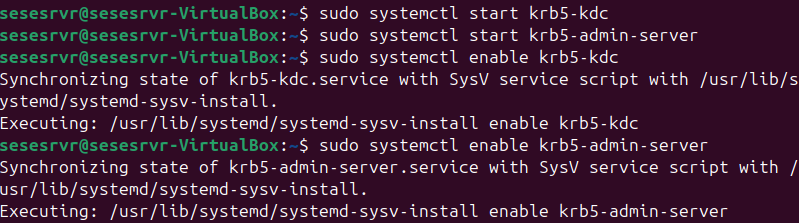 sesesrvr@sesesrvr-VirtualBox:~$ sudo systemctl start krb5-kdc
sesesrvr@sesesrvr-VirtualBox:~$ sudo systemctl start krb5-admin-server
sesesrvr@sesesrvr-VirtualBox:~$ sudo systemctl enable krb5-kdc
Synchronizing state of krb5-kdc.service with SysV service script with /usr/lib/s
ystemd/systemd-sysv-install.
Executing: /usr/lib/systemd/systemd-sysv-install enable krb5-kdc
sesesrvr@sesesrvr-VirtualBox:~$ sudo systemctl enable krb5-admin-server
Synchronizing state of krb5-admin-server.service with SysV service script with /
usr/lib/systemd/systemd-sysv-install.
Executing: /usr/lib/systemd/systemd-sysv-install enable krb5-admin-server